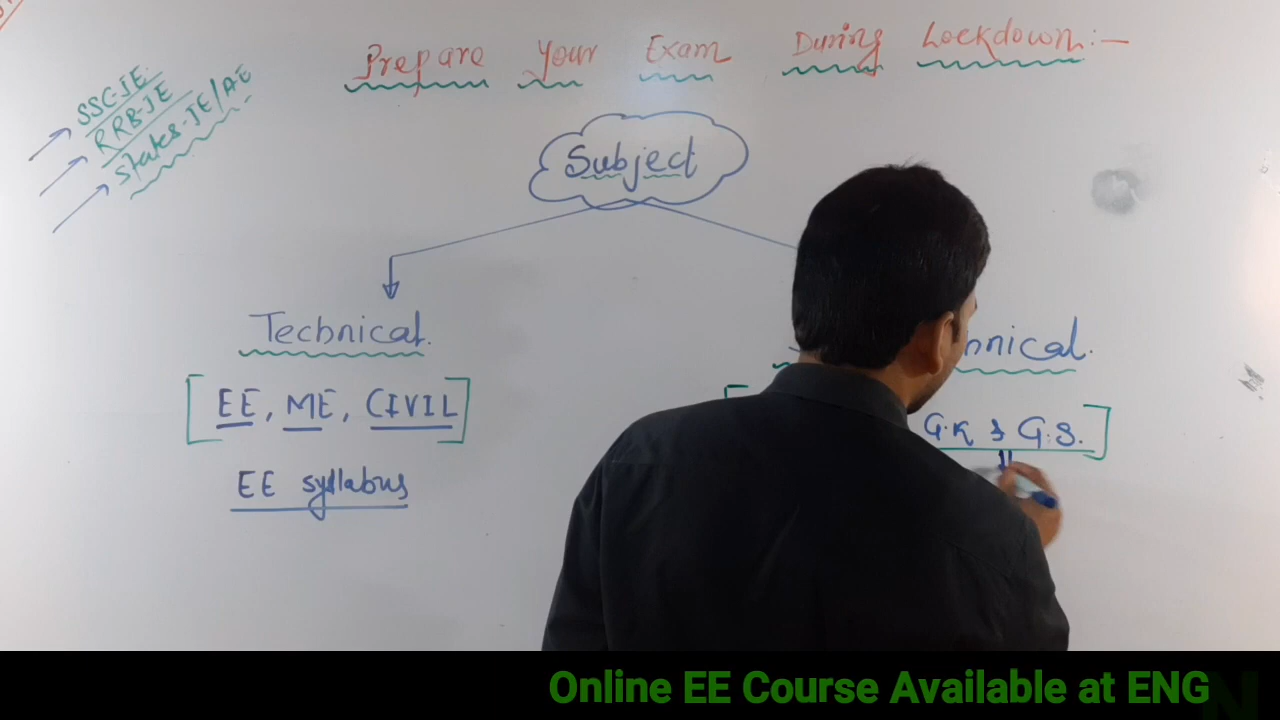 Prepare Your Exam During Lockdown:-
SSC-JE
RRB-JE
States-JE/AE
Subject
Technical.
nnical.
[EE, ME, CIVIL]
G.K & G.S.]
EE syllabus
Online EE Course Available at ENG